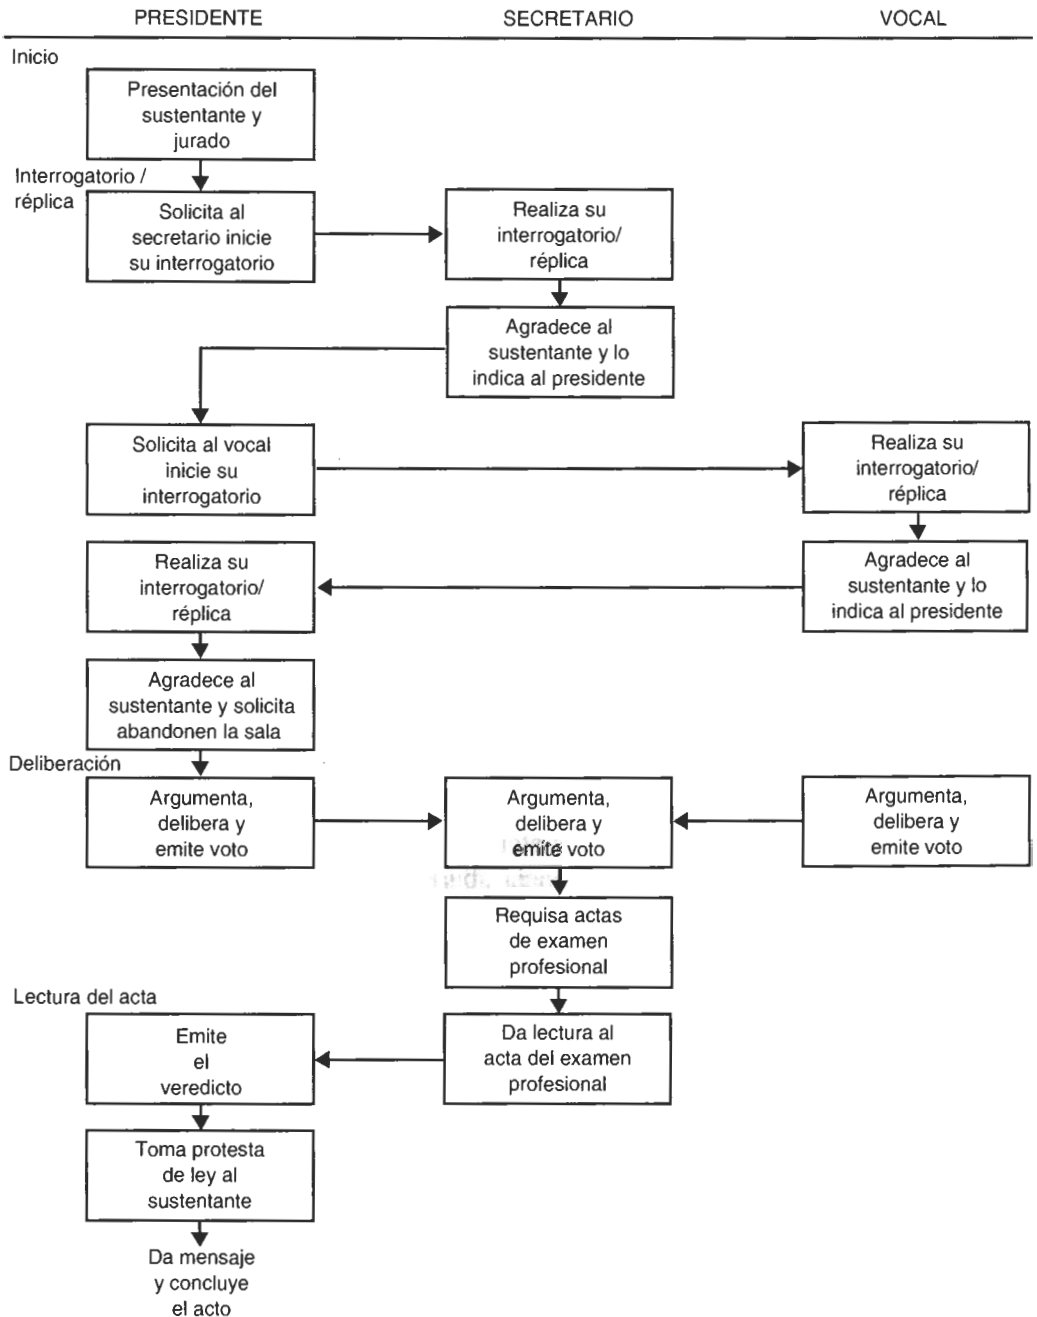 PRESIDENTE SECRETARIO VOCAL
Inicio
Presentación del
sustentante y
jurado
Interrogatorio /
réplica
Solicita al
secretario inicie
su interrogatorio
Realiza su
interrogatorio/
réplica
Agradece al
sustentante y lo
indica al presidente
Solicita al vocal
inicie su
interrogatorio
Realiza su
interrogatorio/
réplica
Agradece al
sustentante y lo
indica al presidente
Realiza su
interrogatorio/
réplica
Agradece al
sustentante y solicita
abandonen la sala
Deliberación
Argumenta,
delibera y
emite voto
Argumenta,
delibera y
emite voto
Argumenta,
delibera y
emite voto
Requisa actas
de examen
profesional
Lectura del acta
Da lectura al
acta del examen
profesional
Emite
el
veredicto
Toma protesta
de ley al
sustentante
Da mensaje
y concluye
el acto